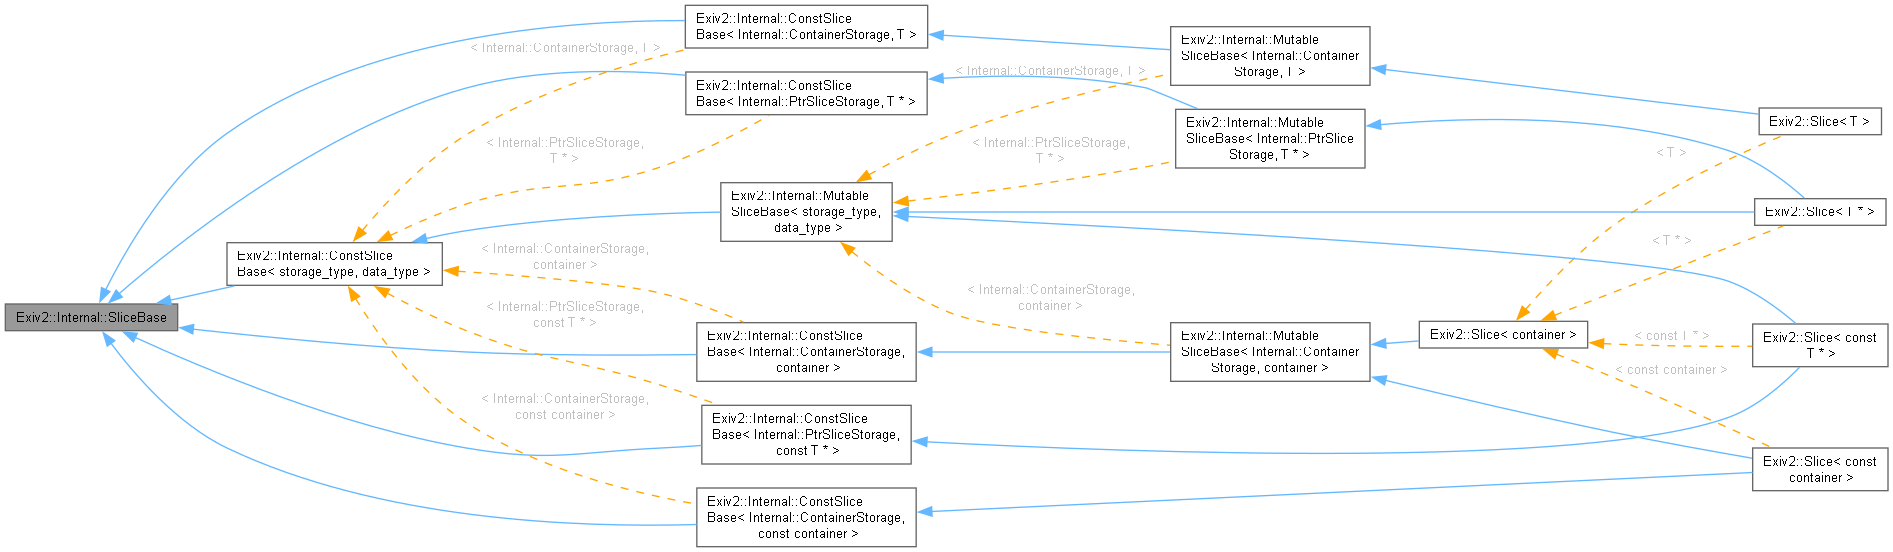 Exiv2::Internal::SliceBase
Exiv2::Internal::ConstSlice
Base< storage_type, data_type >
< Internal::ContainerStorage, T >
< Internal::PtrSliceStorage,
T * >
< Internal::ContainerStorage,
container >
< Internal::PtrSliceStorage,
const T * >
< Internal::ContainerStorage,
const container >
Exiv2::Internal::ConstSlice
Base< Internal::ContainerStorage, T >
Exiv2::Internal::ConstSlice
Base< Internal::PtrSliceStorage, T * >
Exiv2::Internal::Mutable
SliceBase< storage_type,
data_type >
Exiv2::Internal::ConstSlice
Base< Internal::ContainerStorage,
container >
Exiv2::Internal::ConstSlice
Base< Internal::PtrSliceStorage,
const T * >
Exiv2::Internal::ConstSlice
Base< Internal::ContainerStorage,
const container >
< Internal::ContainerStorage, T >
< Internal::PtrSliceStorage,
T * >
< Internal::ContainerStorage,
container >
Exiv2::Internal::Mutable
SliceBase< Internal::Container
Storage, T >
Exiv2::Internal::Mutable
SliceBase< Internal::PtrSlice
Storage, T * >
Exiv2::Internal::Mutable
SliceBase< Internal::Container
Storage, container >
Exiv2::Slice< container >
< T >
< T * >
< const T * >
< const container >
Exiv2::Slice< T >
Exiv2::Slice< T * >
Exiv2::Slice< const
T * >
Exiv2::Slice< const
container >